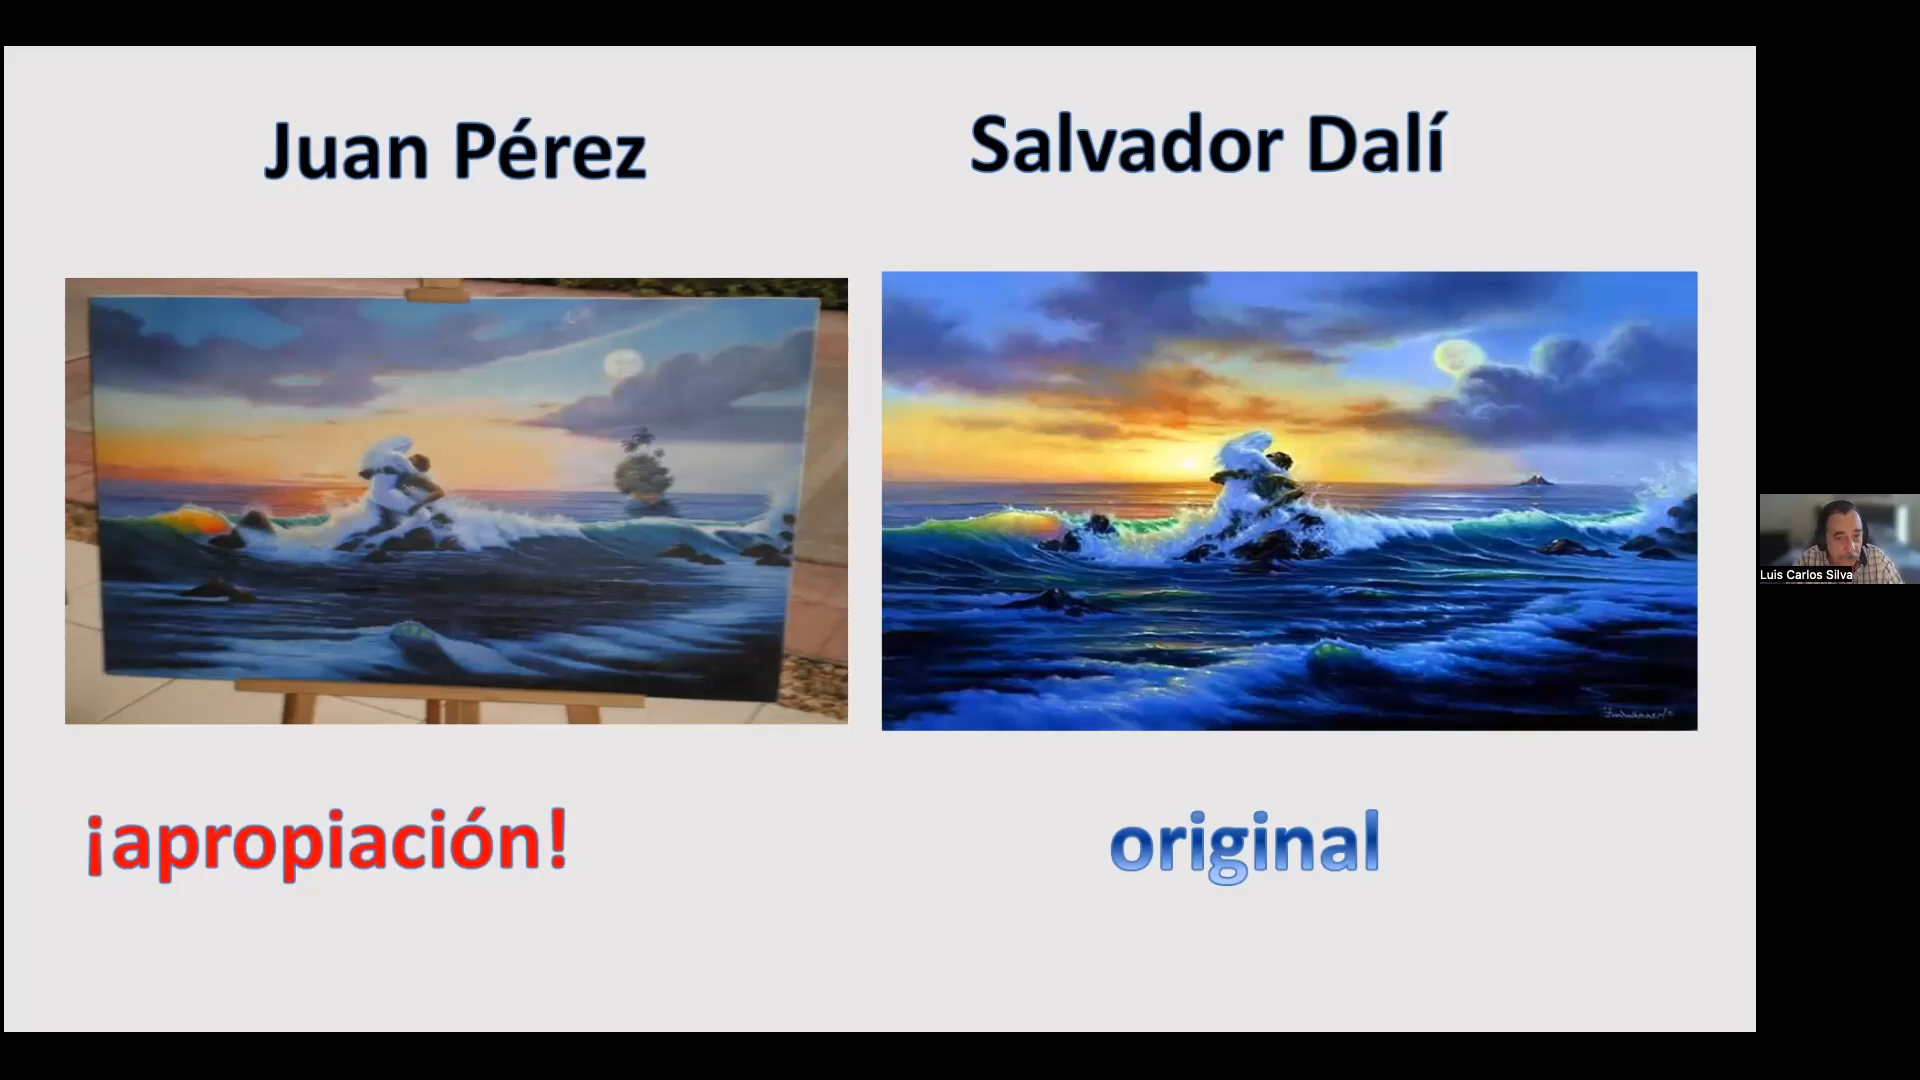 Juan Pérez
Salvador Dalí
¡apropiación!
original
Luis Carlos Silva